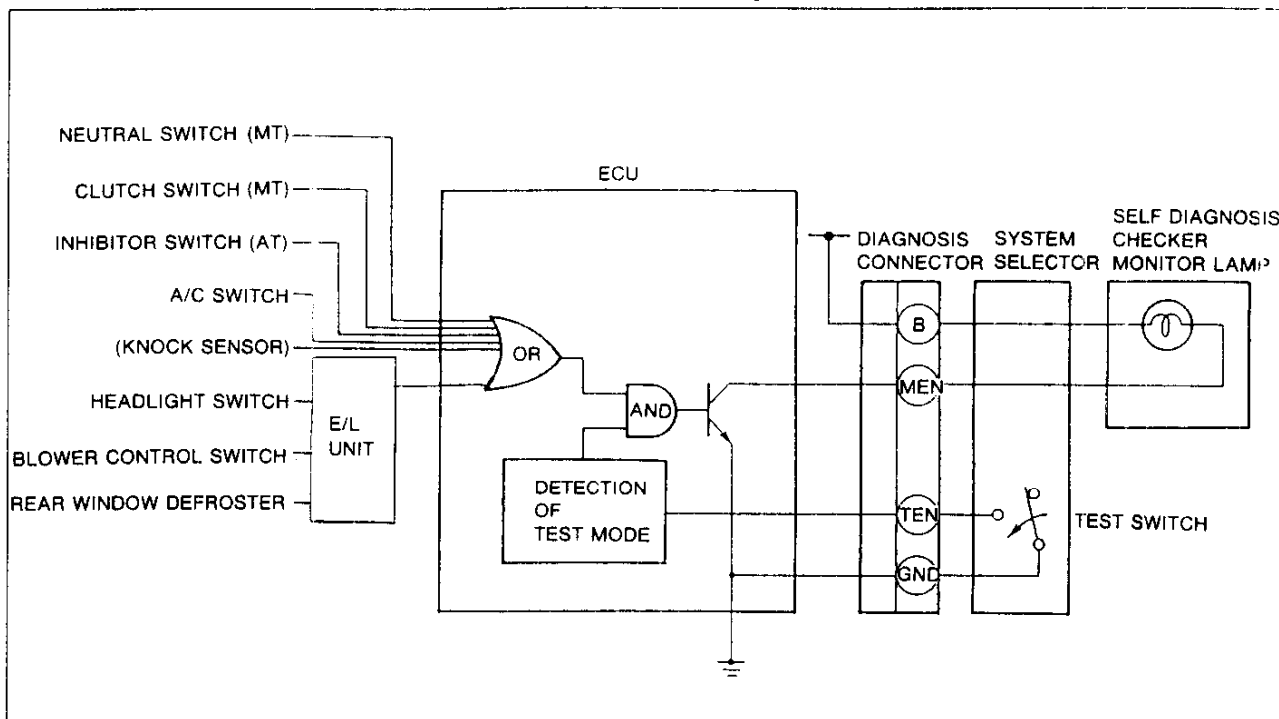 NEUTRAL SWITCH (MT)
CLUTCH SWITCH (MT)
INHIBITOR SWITCH (AT)
A/C SWITCH
(KNOCK SENSOR)
HEADLIGHT SWITCH
BLOWER CONTROL SWITCH
REAR WINDOW DEFROSTER
E/L
UNIT
ECU
OR
AND
DETECTION
OF
TEST MODE
DIAGNOSIS
CONNECTOR
SYSTEM
SELECTOR
SELF DIAGNOSIS
CHECKER
MONITOR LAMP
B
MEN
TEN
GND
TEST SWITCH